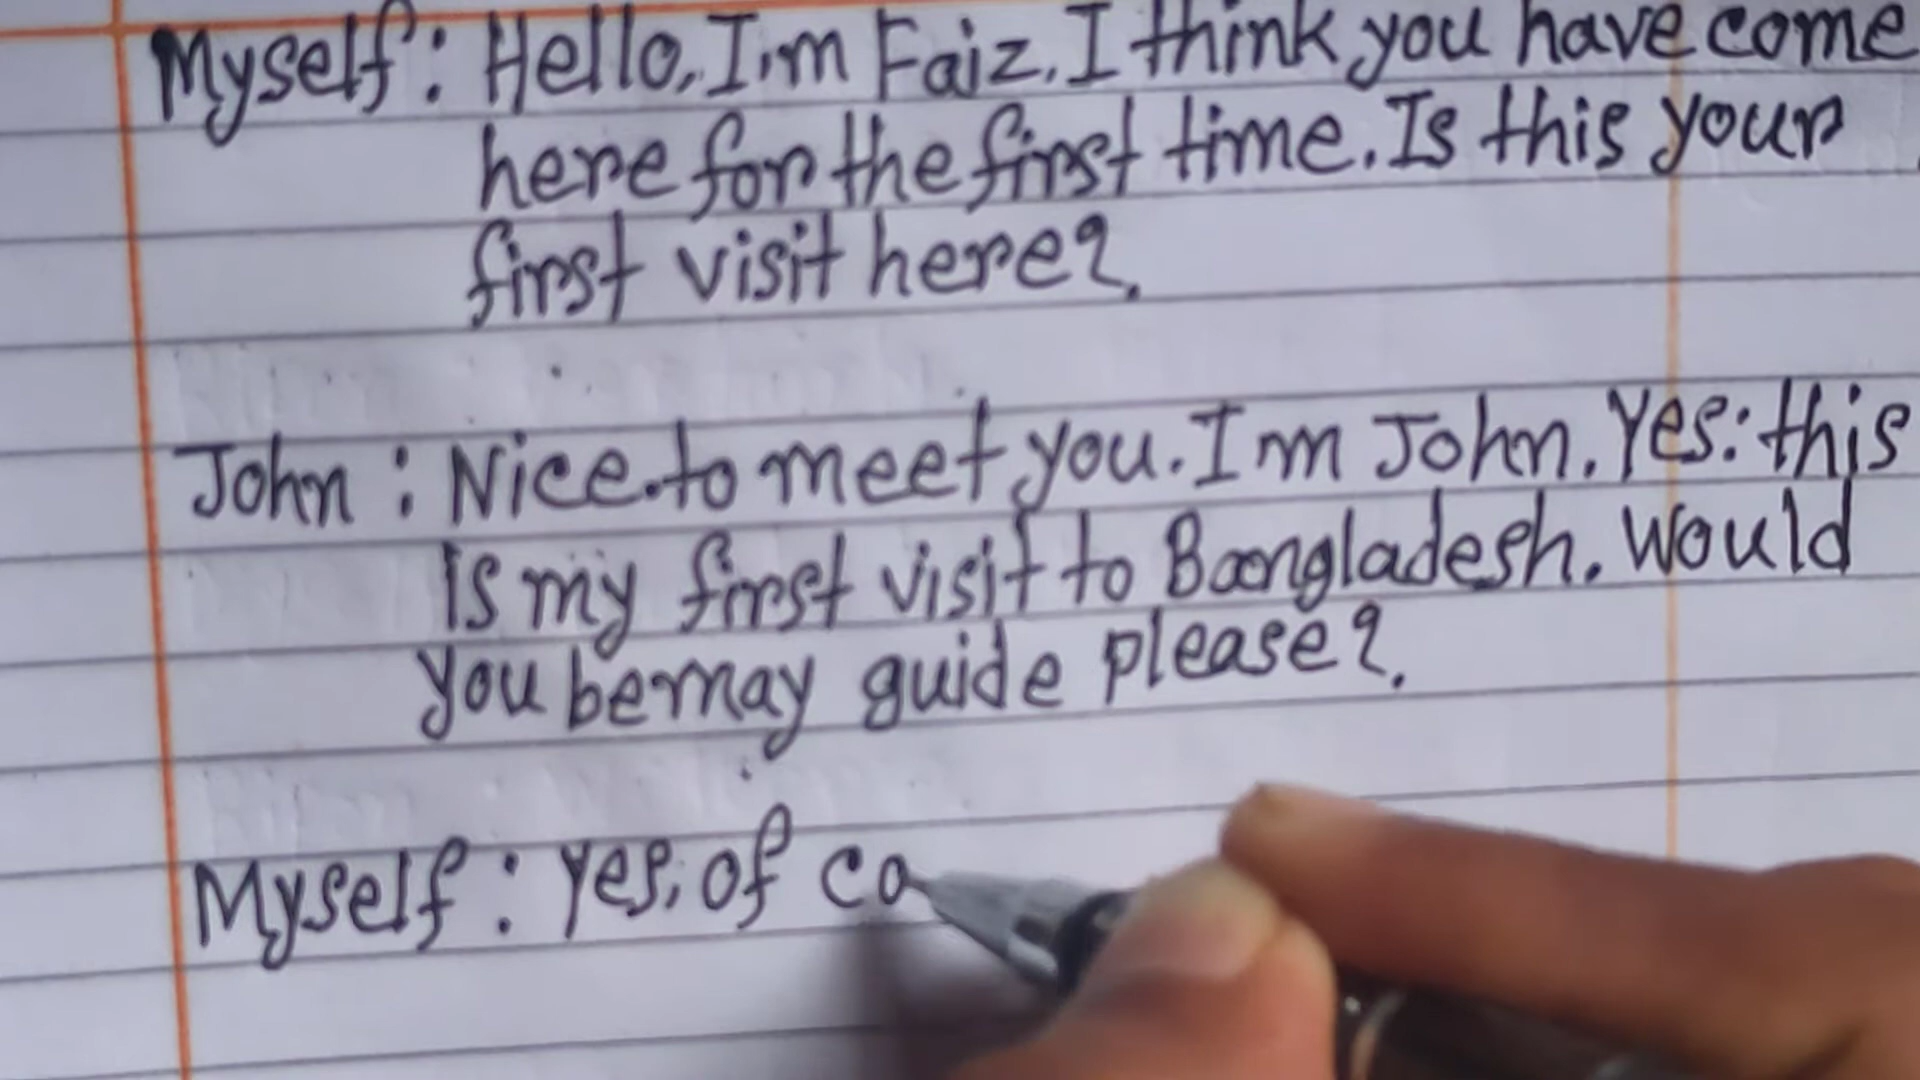 Myself: Hello, I'm Faiz. I think you have come
here for the first time. Is this your
first visit here?
John : Nice to meet you. I'm John. Yes, this
is my first visit to Bangladesh. Would
you be may guide please?
Myself : yes, of co